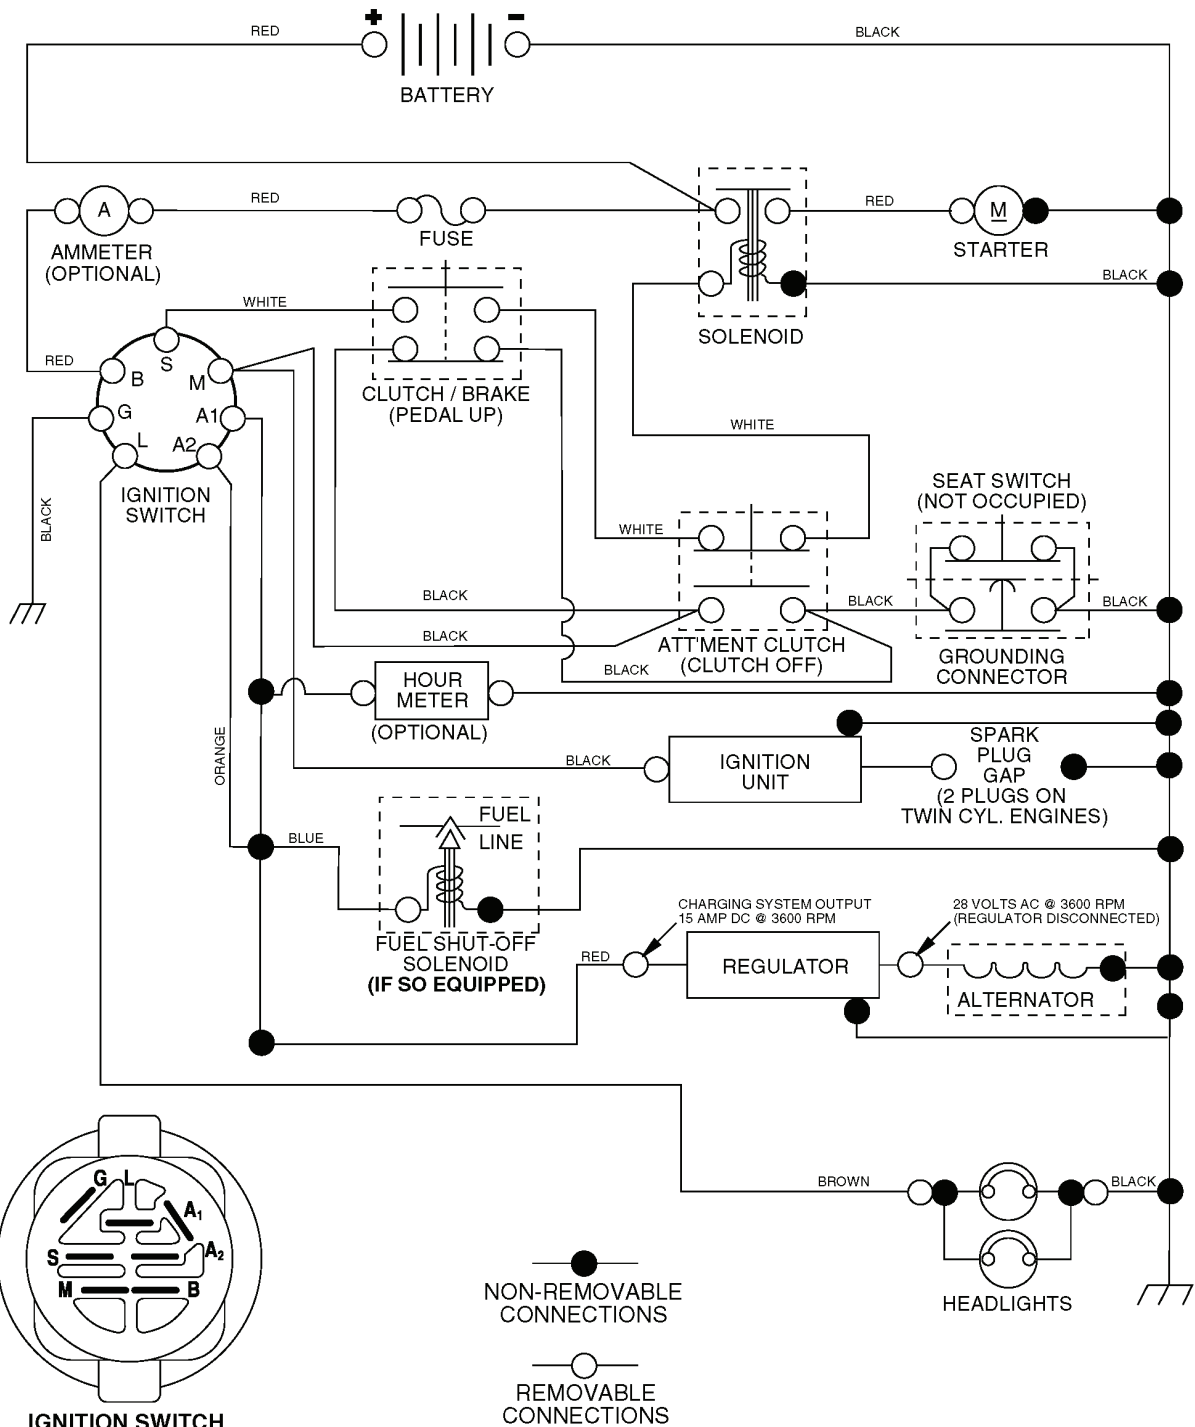 + -
RED
BLACK
BATTERY
A
RED
FUSE
AMMETER
(OPTIONAL)
RED
M
STARTER
BLACK
SOLENOID
WHITE
RED
B
S
M
G
A1
L
A2
IGNITION
SWITCH
BLACK
CLUTCH / BRAKE
(PEDAL UP)
WHITE
SEAT SWITCH
(NOT OCCUPIED)
WHITE
BLACK
BLACK
BLACK
BLACK
BLACK
ATT'MENT CLUTCH
(CLUTCH OFF)
GROUNDING
CONNECTOR
HOUR
METER
(OPTIONAL)
ORANGE
BLACK
IGNITION
UNIT
SPARK
PLUG
GAP
(2 PLUGS ON
TWIN CYL. ENGINES)
BLUE
FUEL
LINE
FUEL SHUT-OFF
SOLENOID
(IF SO EQUIPPED)
CHARGING SYSTEM OUTPUT
15 AMP DC @ 3600 RPM
28 VOLTS AC @ 3600 RPM
(REGULATOR DISCONNECTED)
RED
REGULATOR
ALTERNATOR
BROWN
BLACK
HEADLIGHTS
G L
A1
S
A2
M
B
IGNITION SWITCH
NON-REMOVABLE
CONNECTIONS
REMOVABLE
CONNECTIONS